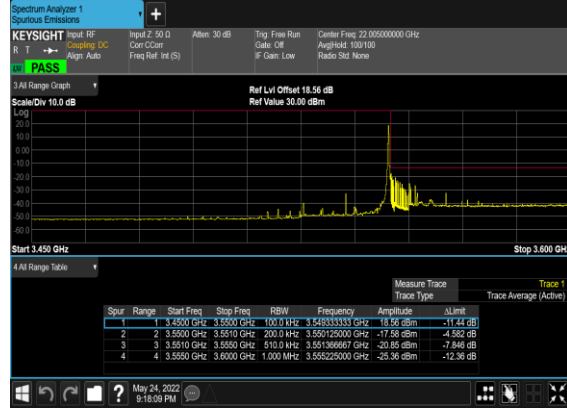 Spectrum Analyzer 1
Spurious Emissions
KEYSIGHT Input: RF Input Z: 50 Ω Atten: 30 dB Trig: Free Run Center Freq: 22.005000000 GHz
R T Coupling: DC Corr CCorr Gate: Off Avg|Hold: 100/100
Align: Auto Freq Ref: Int (S) IF Gain: Low Radio Std: None
PASS
3 All Range Graph Ref Lvl Offset 18.56 dB
Scale/Div 10.0 dB Ref Value 30.00 dBm
Log
20.0
10.0
0.00
-10.0
-20.0
-30.0
-40.0
-50.0
-60.0
Start 3.450 GHz Stop 3.600 GHz
4 All Range Table
Measure Trace Trace 1
Trace Type Trace Average (Active)
Spur Range Start Freq Stop Freq RBW Frequency Amplitude ΔLimit
1 1 3.4500 GHz 3.5500 GHz 100.0 kHz 3.549333333 GHz 18.56 dBm -11.44 dB
2 2 3.5500 GHz 3.5510 GHz 200.0 kHz 3.550125000 GHz -17.58 dBm -4.582 dB
3 3 3.5510 GHz 3.5550 GHz 510.0 kHz 3.551366667 GHz -20.85 dBm -7.846 dB
4 4 3.5550 GHz 3.6000 GHz 1.000 MHz 3.555225000 GHz -25.36 dBm -12.36 dB
May 24, 2022
9:18:09 PM